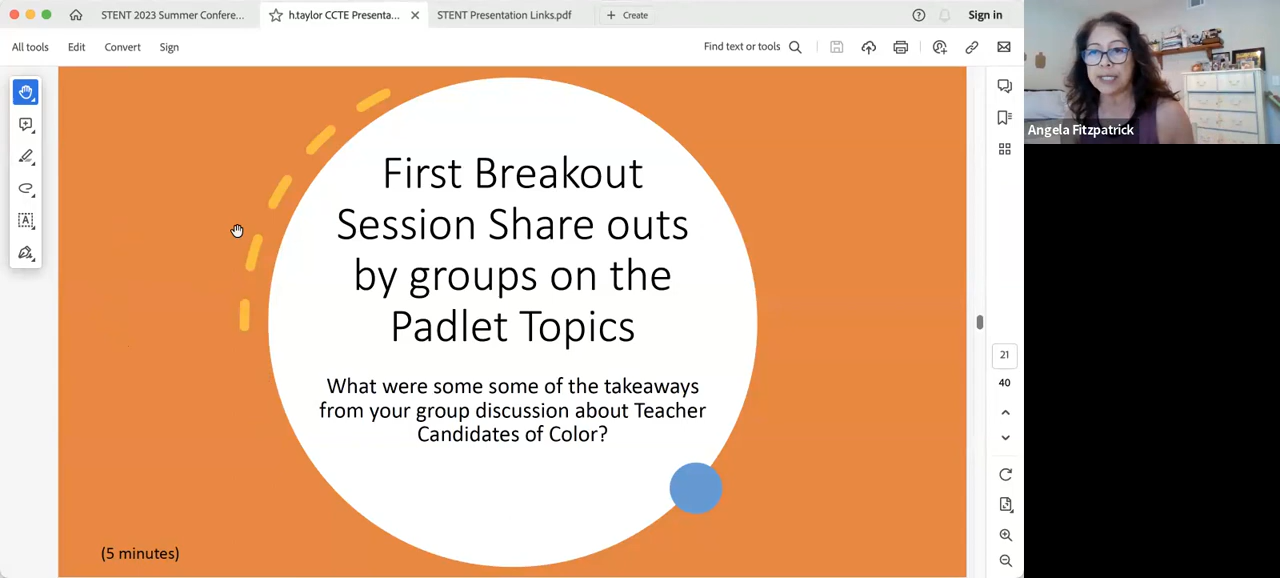 STENT 2023 Summer Confere...
h.taylor CCTE Presenta...
STENT Presentation Links.pdf
Create
Sign in
All tools
Edit
Convert
Sign
Find text or tools
Angela Fitzpatrick
First Breakout
Session Share outs
by groups on the
Padlet Topics
What were some some of the takeaways
from your group discussion about Teacher
Candidates of Color?
(5 minutes)
21
40